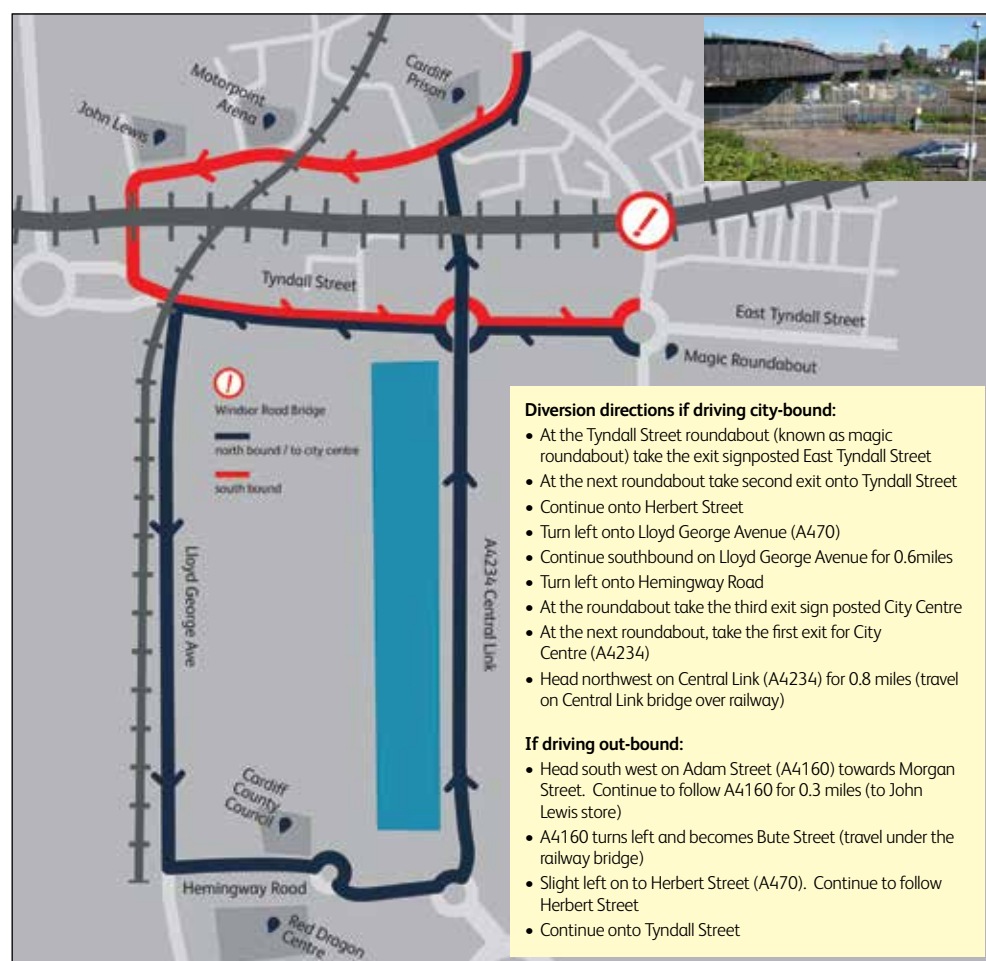 Cardiff
Prison
Motorpoint
Arena
John Lewis
Tyndall Street
East Tyndall Street
Magic Roundabout
Windsor Road Bridge
north bound / to city centre
south bound
Lloyd George Ave
A4234 Central Link
Cardiff
County
Council
Hemingway Road
Red Dragon
Centre
Diversion directions if driving city-bound:
• At the Tyndall Street roundabout (known as magic
roundabout) take the exit signposted East Tyndall Street
• At the next roundabout take second exit onto Tyndall Street
• Continue onto Herbert Street
• Turn left onto Lloyd George Avenue (A470)
• Continue southbound on Lloyd George Avenue for 0.6miles
• Turn left onto Hemingway Road
• At the roundabout take the third exit sign posted City Centre
• At the next roundabout, take the first exit for City
Centre (A4234)
• Head northwest on Central Link (A4234) for 0.8 miles (travel
on Central Link bridge over railway)
If driving out-bound:
• Head south west on Adam Street (A4160) towards Morgan
Street. Continue to follow A4160 for 0.3 miles (to John
Lewis store)
• A4160 turns left and becomes Bute Street (travel under the
railway bridge)
• Slight left on to Herbert Street (A470). Continue to follow
Herbert Street
• Continue onto Tyndall Street